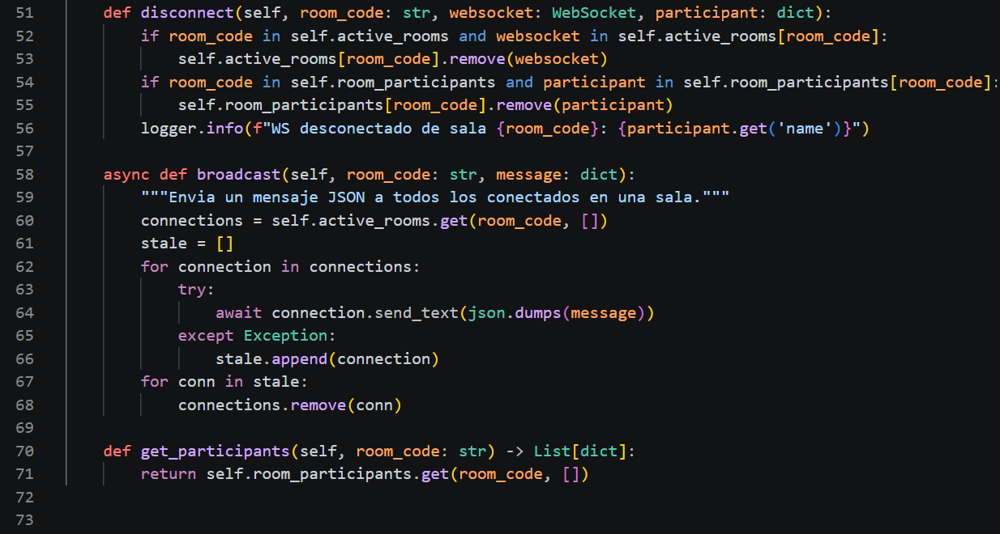 51 def disconnect(self, room_code: str, websocket: WebSocket, participant: dict):
52 if room_code in self.active_rooms and websocket in self.active_rooms[room_code]:
53 self.active_rooms[room_code].remove(websocket)
54 if room_code in self.room_participants and participant in self.room_participants[room_code]:
55 self.room_participants[room_code].remove(participant)
56 logger.info(f"WS desconectado de sala {room_code}: {participant.get('name')}")
57
58 async def broadcast(self, room_code: str, message: dict):
59 """Envia un mensaje JSON a todos los conectados en una sala."""
60 connections = self.active_rooms.get(room_code, [])
61 stale = []
62 for connection in connections:
63 try:
64 await connection.send_text(json.dumps(message))
65 except Exception:
66 stale.append(connection)
67 for conn in stale:
68 connections.remove(conn)
69
70 def get_participants(self, room_code: str) -> List[dict]:
71 return self.room_participants.get(room_code, [])
72
73